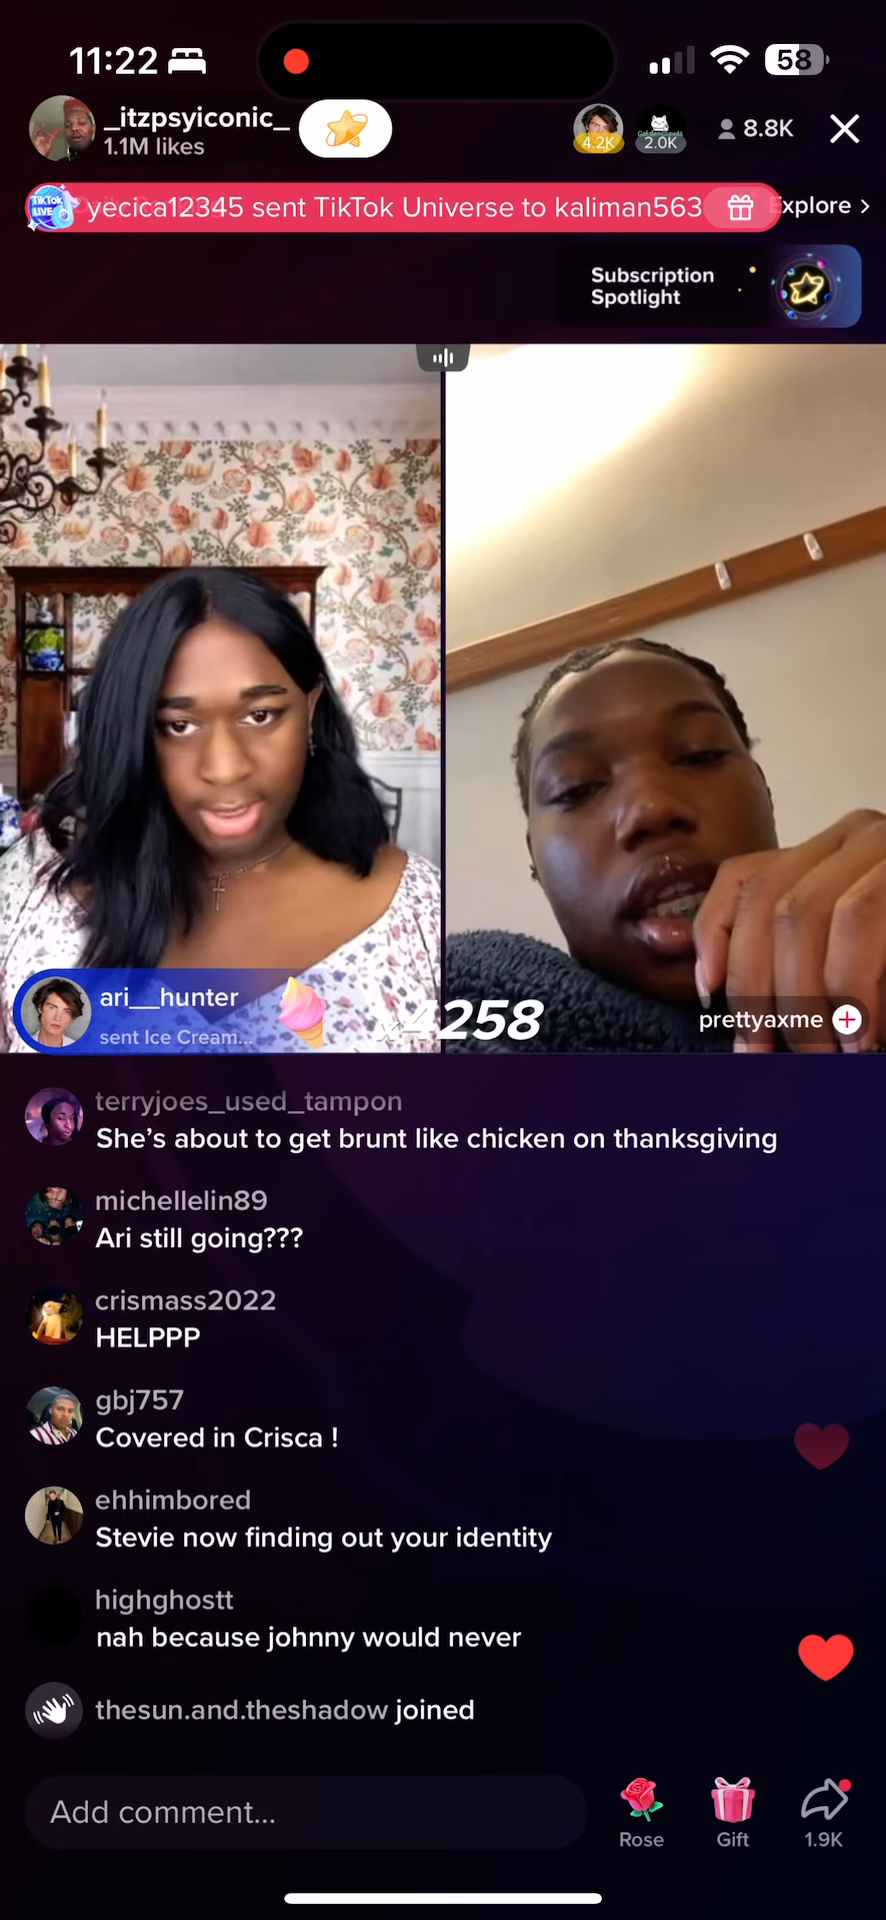 11:22
58
_itzpsyiconic_
1.1M likes
4.2K
2.0K
8.8K
TikTok LIVE
yecica12345 sent TikTok Universe to kaliman563
Explore >
Subscription
Spotlight
ari__hunter
sent Ice Cream...
x4258
prettyaxme
terryjoes_used_tampon
She's about to get brunt like chicken on thanksgiving
michellelin89
Ari still going???
crismass2022
HELPPP
gbj757
Covered in Crisca !
ehhimbored
Stevie now finding out your identity
highghostt
nah because johnny would never
thesun.and.theshadow joined
Add comment...
Rose
Gift
1.9K